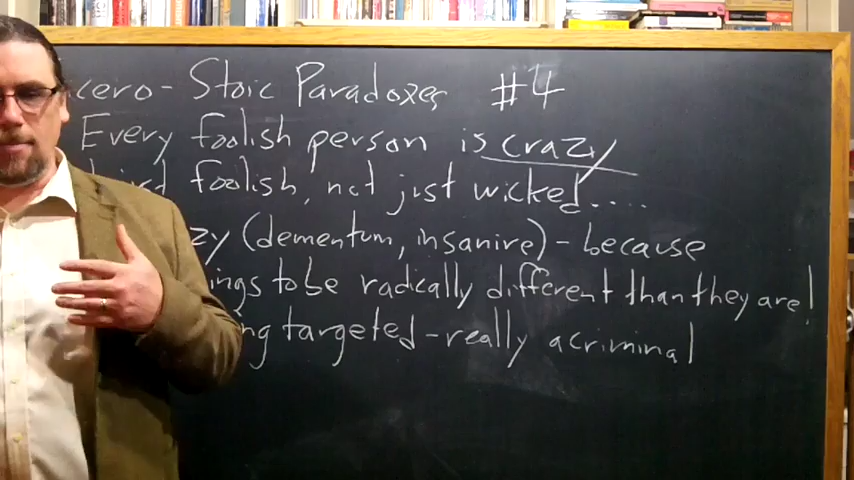 cero - Stoic Paradoxes #4
Every foolish person is crazy
foolish, not just wicked....
zy (dementum, insanire) - because
ings to be radically different than they are!
ng targeted - really a criminal